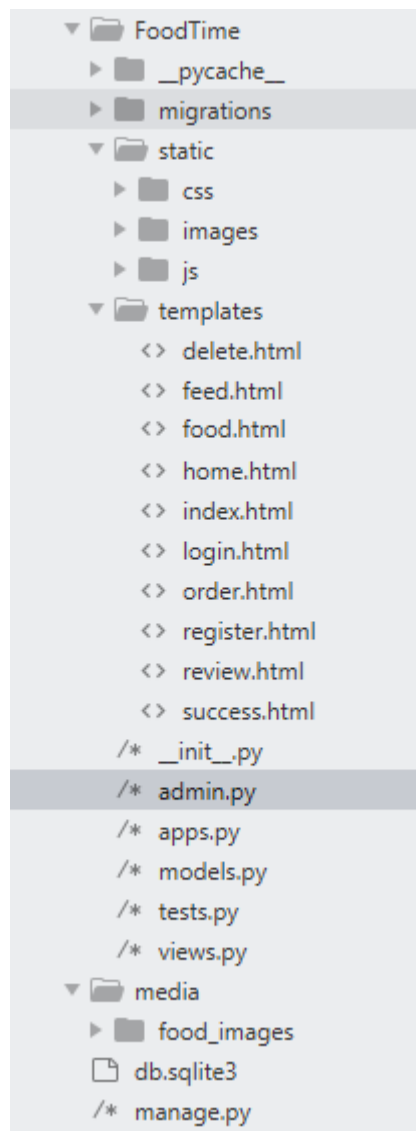 FoodTime
__pycache__
migrations
static
css
images
js
templates
<> delete.html
<> feed.html
<> food.html
<> home.html
<> index.html
<> login.html
<> order.html
<> register.html
<> review.html
<> success.html
/* __init__.py
/* admin.py
/* apps.py
/* models.py
/* tests.py
/* views.py
media
food_images
db.sqlite3
/* manage.py